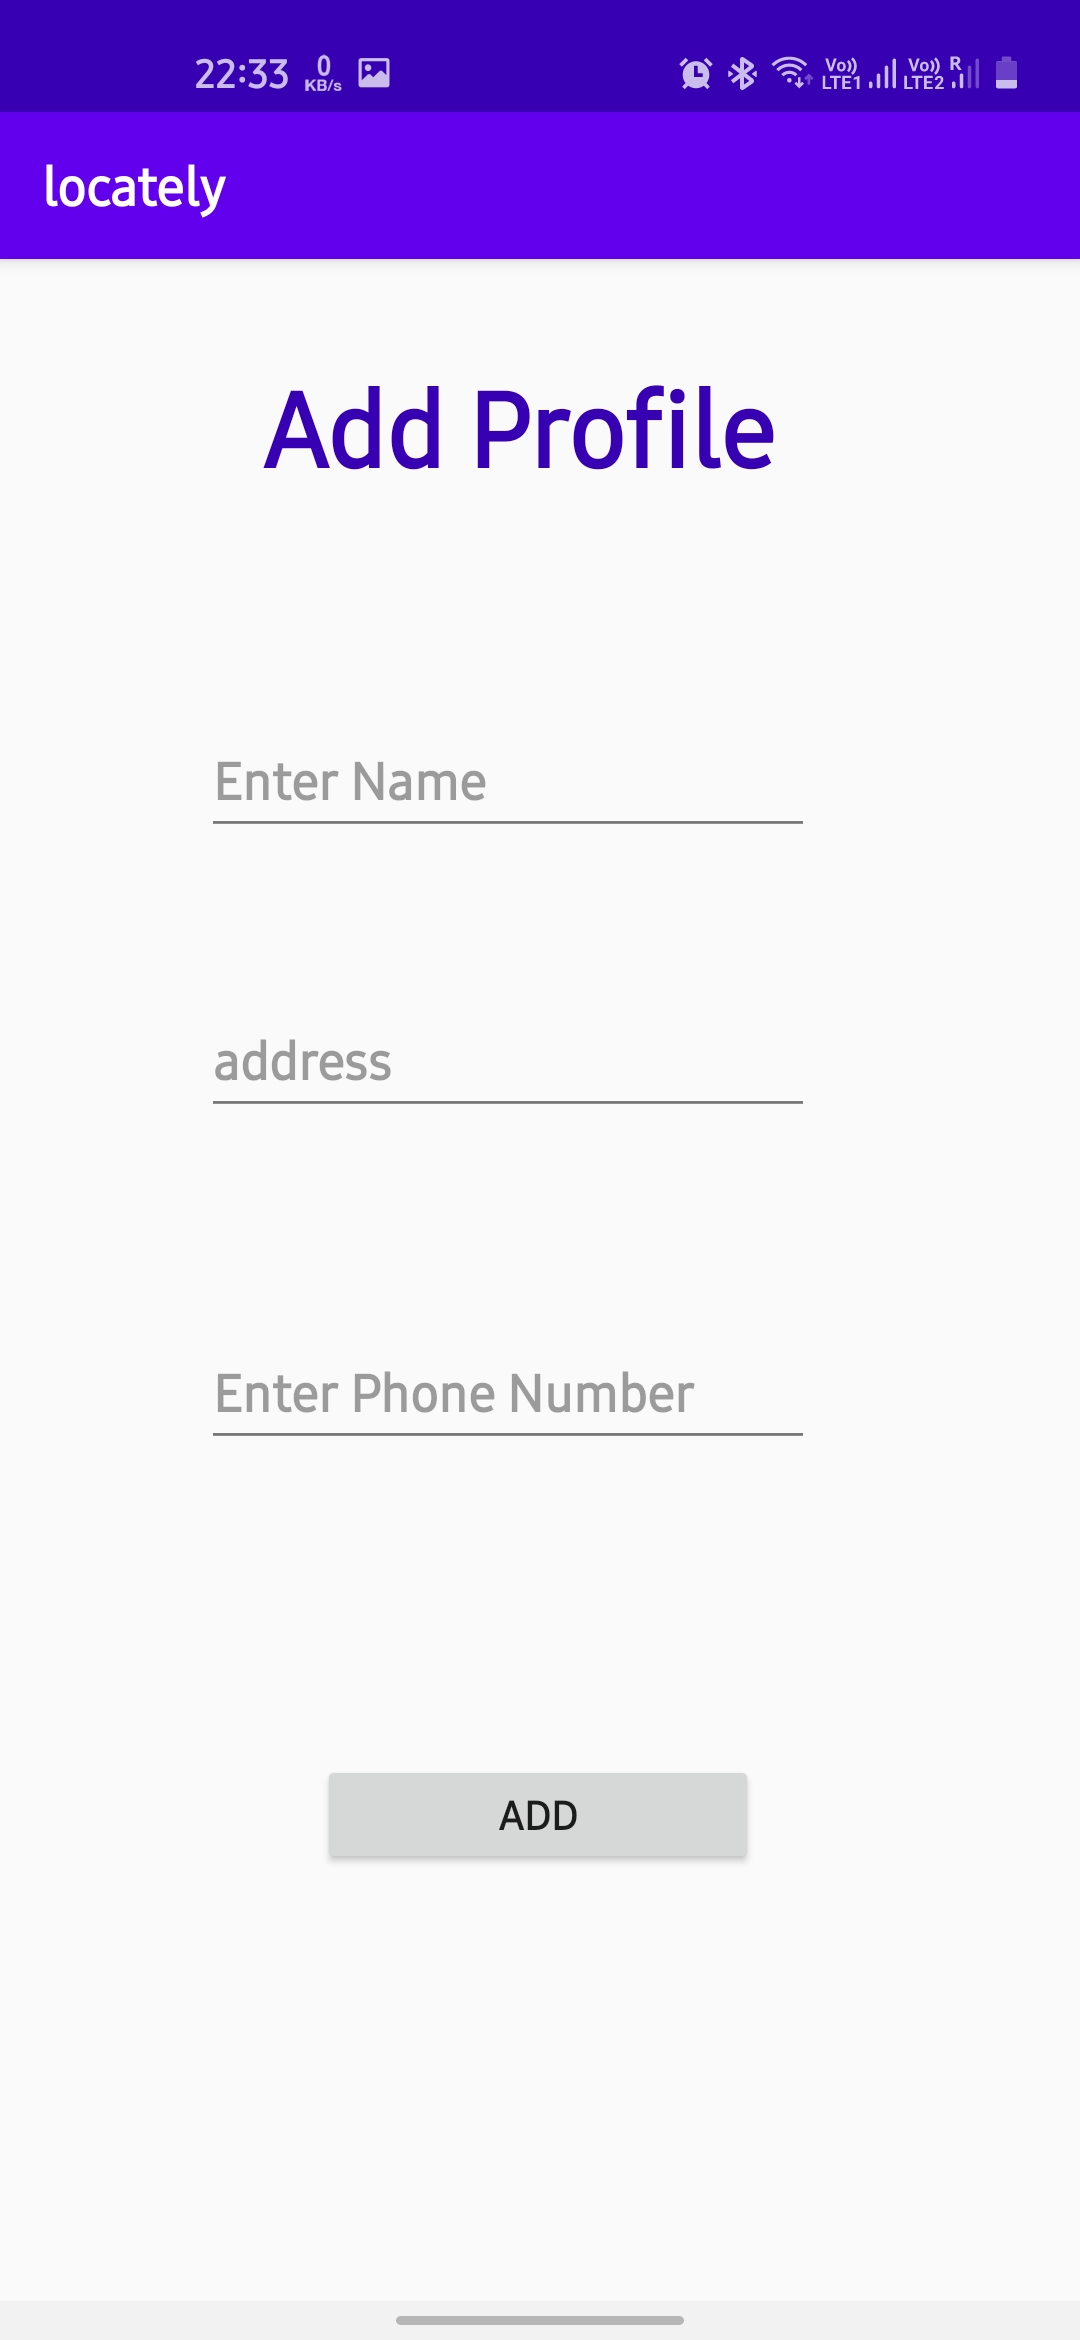 22:33 0 KB/s Vo)) LTE1 Vo)) LTE2 R
locately
Add Profile
Enter Name
address
Enter Phone Number
ADD